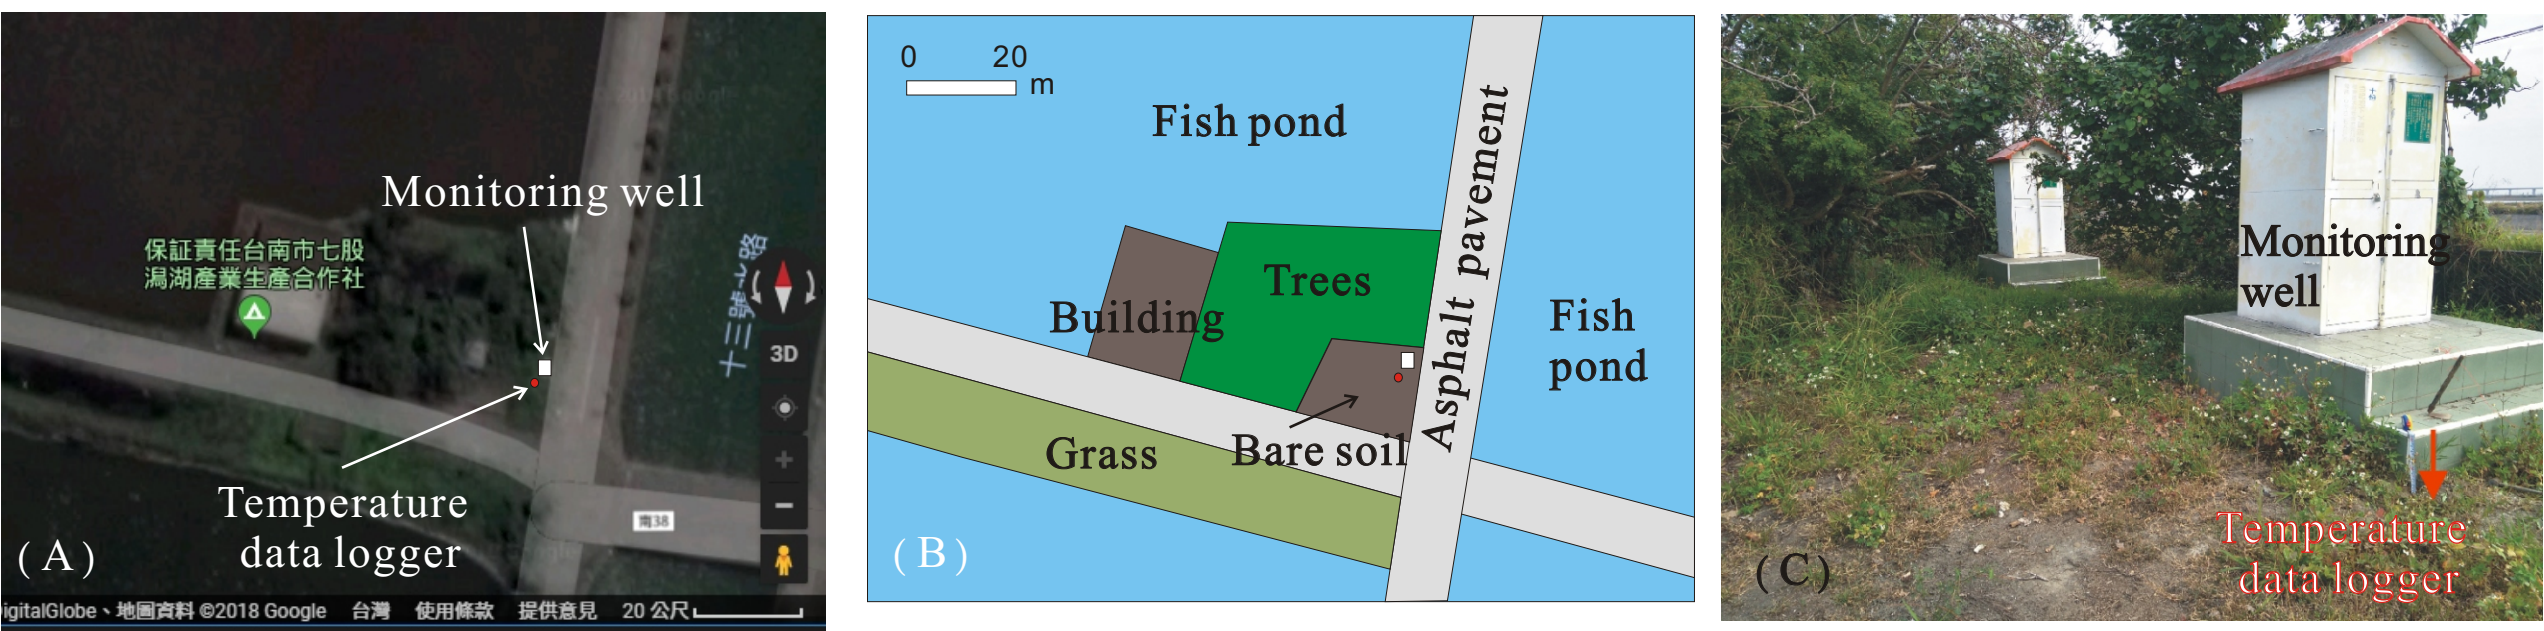 Monitoring well
保証責任台南市七股
潟湖產業生產合作社
十三號七路
3D
Temperature
data logger
南38
(A)
igitalGlobe、地圖資料 ©2018 Google 台灣 使用條款 提供意見 20 公尺
0 20
m
Fish pond
Asphalt pavement
Trees
Building
Fish
pond
Grass
Bare soil
(B)
Monitoring
well
Temperature
data logger
(C)